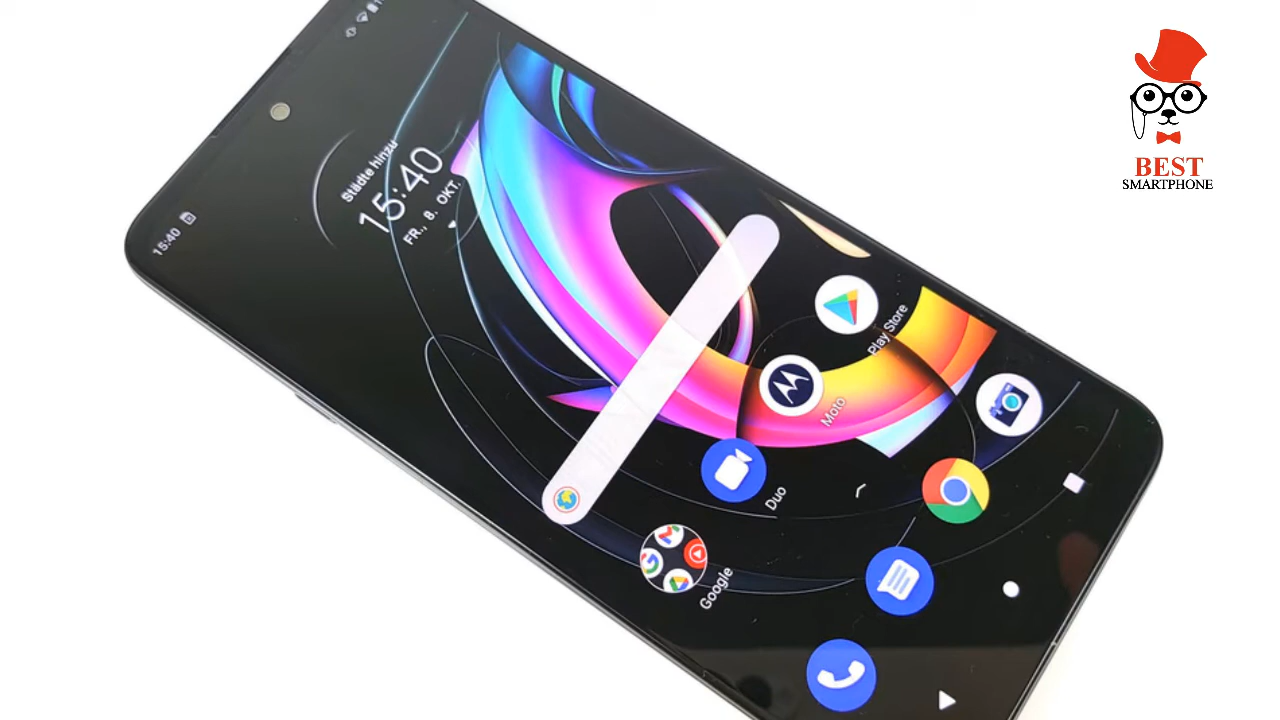 15:40
Städte hinzu
15:40
FR., 8. OKT.
Play Store
Moto
Duo
Google
BEST
SMARTPHONE